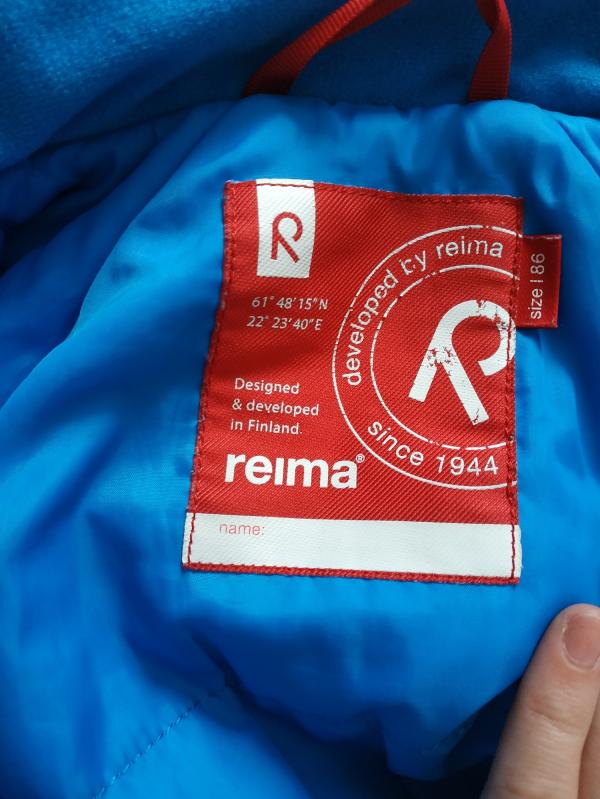 61° 48'15"N
22° 23'40"E
developed by reima
since 1944
size | 86
Designed
& developed
in Finland.
reima®
name: